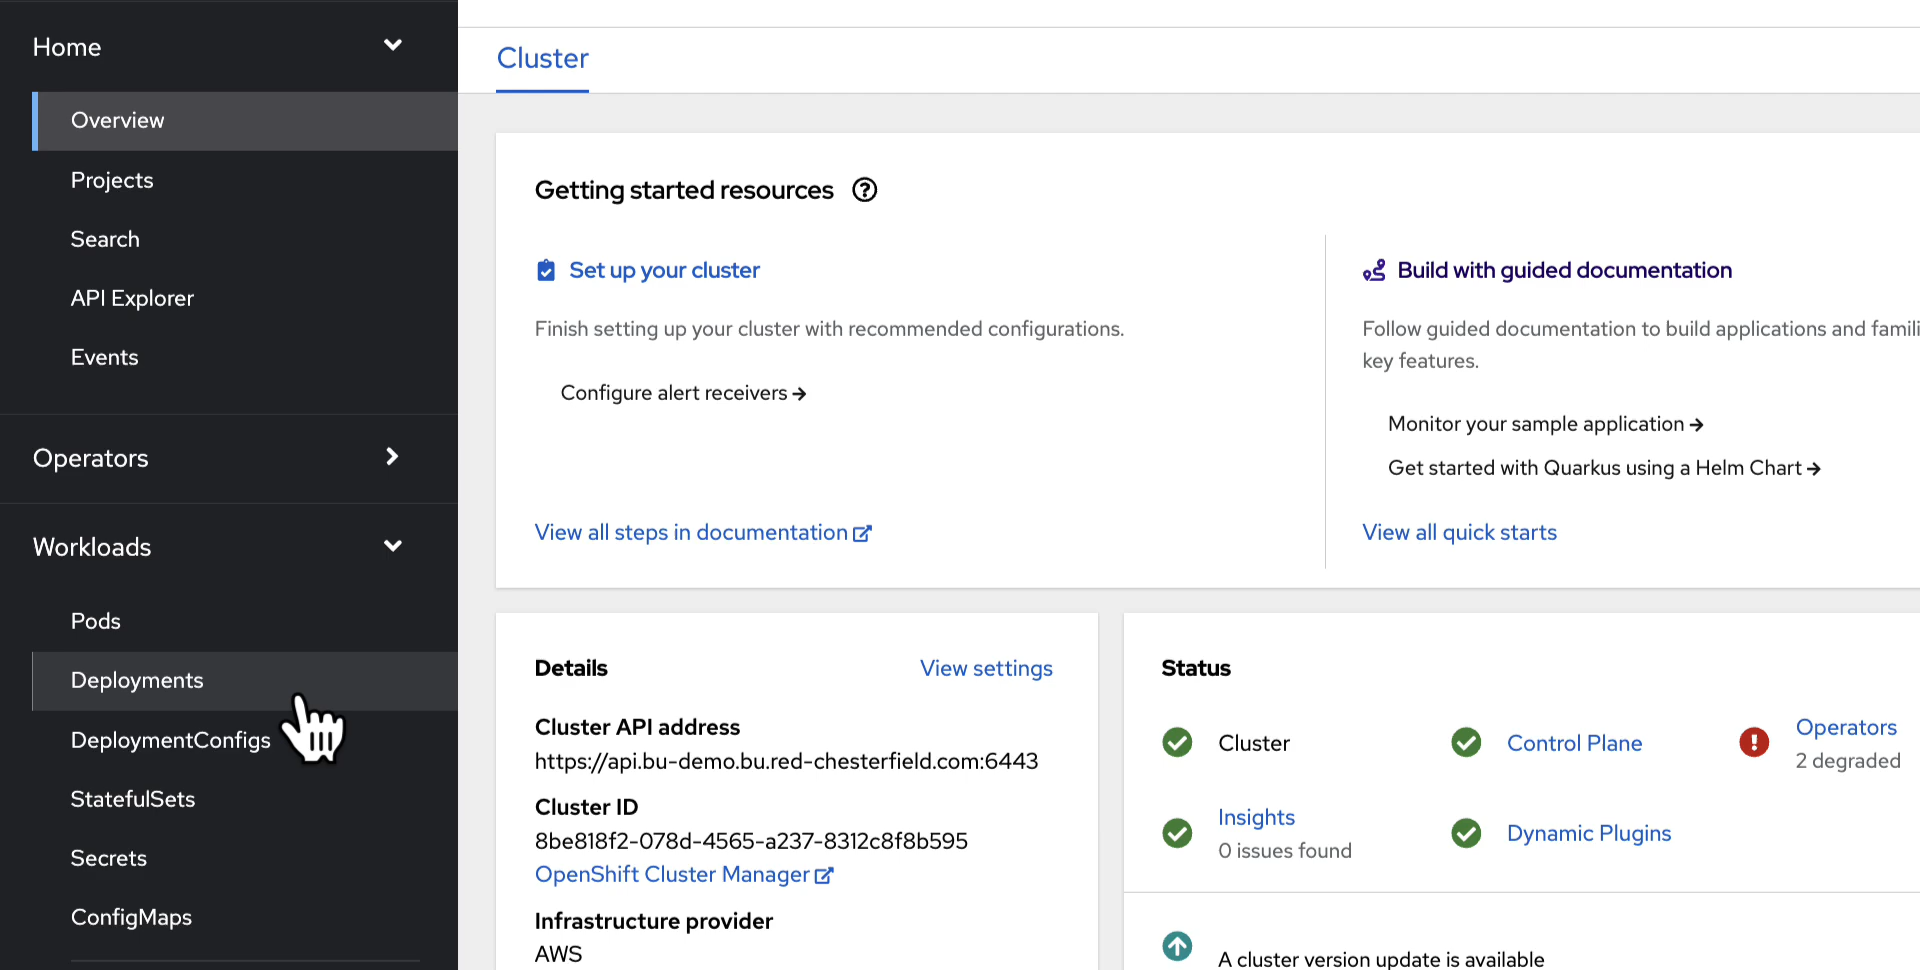 Home
Overview
Projects
Search
API Explorer
Events
Operators
Workloads
Pods
Deployments
DeploymentConfigs
StatefulSets
Secrets
ConfigMaps
Cluster
Getting started resources
Set up your cluster
Finish setting up your cluster with recommended configurations.
Configure alert receivers
View all steps in documentation
Build with guided documentation
Follow guided documentation to build applications and famili
key features.
Monitor your sample application
Get started with Quarkus using a Helm Chart
View all quick starts
Details
View settings
Cluster API address
https://api.bu-demo.bu.red-chesterfield.com:6443
Cluster ID
8be818f2-078d-4565-a237-8312c8f8b595
OpenShift Cluster Manager
Infrastructure provider
AWS
Status
Cluster
Control Plane
Operators
2 degraded
Insights
0 issues found
Dynamic Plugins
A cluster version update is available